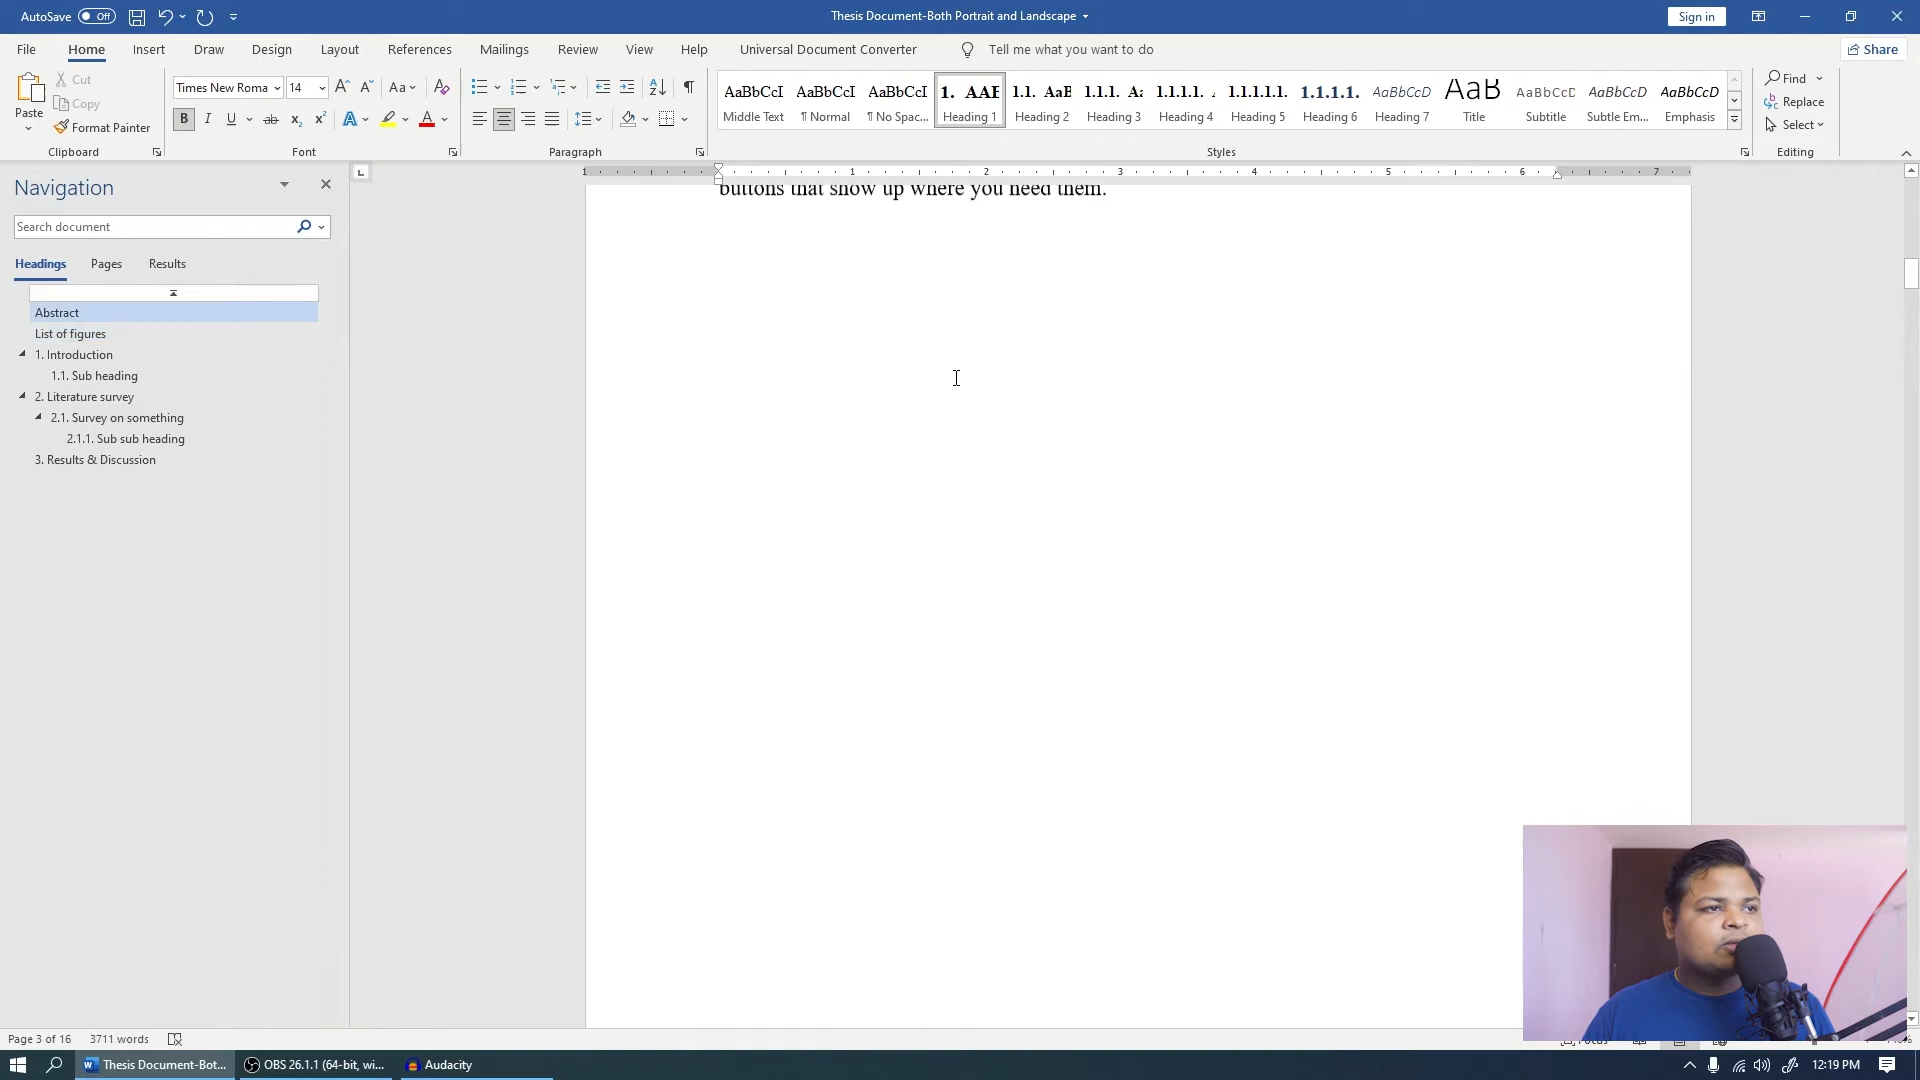 AutoSave Off
Thesis Document-Both Portrait and Landscape
Sign in
File Home Insert Draw Design Layout References Mailings Review View Help Universal Document Converter Tell me what you want to do
Share
Paste
Cut
Copy
Format Painter
Clipboard
Times New Roma 14
Font
Paragraph
AaBbCcI AaBbCcI AaBbCcI 1. AAE 1.1. AaB 1.1.1. Aa 1.1.1.1. 1.1.1.1.1. 1.1.1.1. AaBbCcD AaB AaBbCcD AaBbCcD AaBbCcD
Middle Text ¶ Normal ¶ No Spac... Heading 1 Heading 2 Heading 3 Heading 4 Heading 5 Heading 6 Heading 7 Title Subtitle Subtle Em... Emphasis
Styles
Find
Replace
Select
Editing
Navigation
Search document
Headings Pages Results
Abstract
List of figures
1. Introduction
1.1. Sub heading
2. Literature survey
2.1. Survey on something
2.1.1. Sub sub heading
3. Results & Discussion
1 1 2 3 4 5 6 7
buttons that show up where you need them.
Page 3 of 16 3711 words
Thesis Document-Bot... OBS 26.1.1 (64-bit, wi... Audacity
12:19 PM